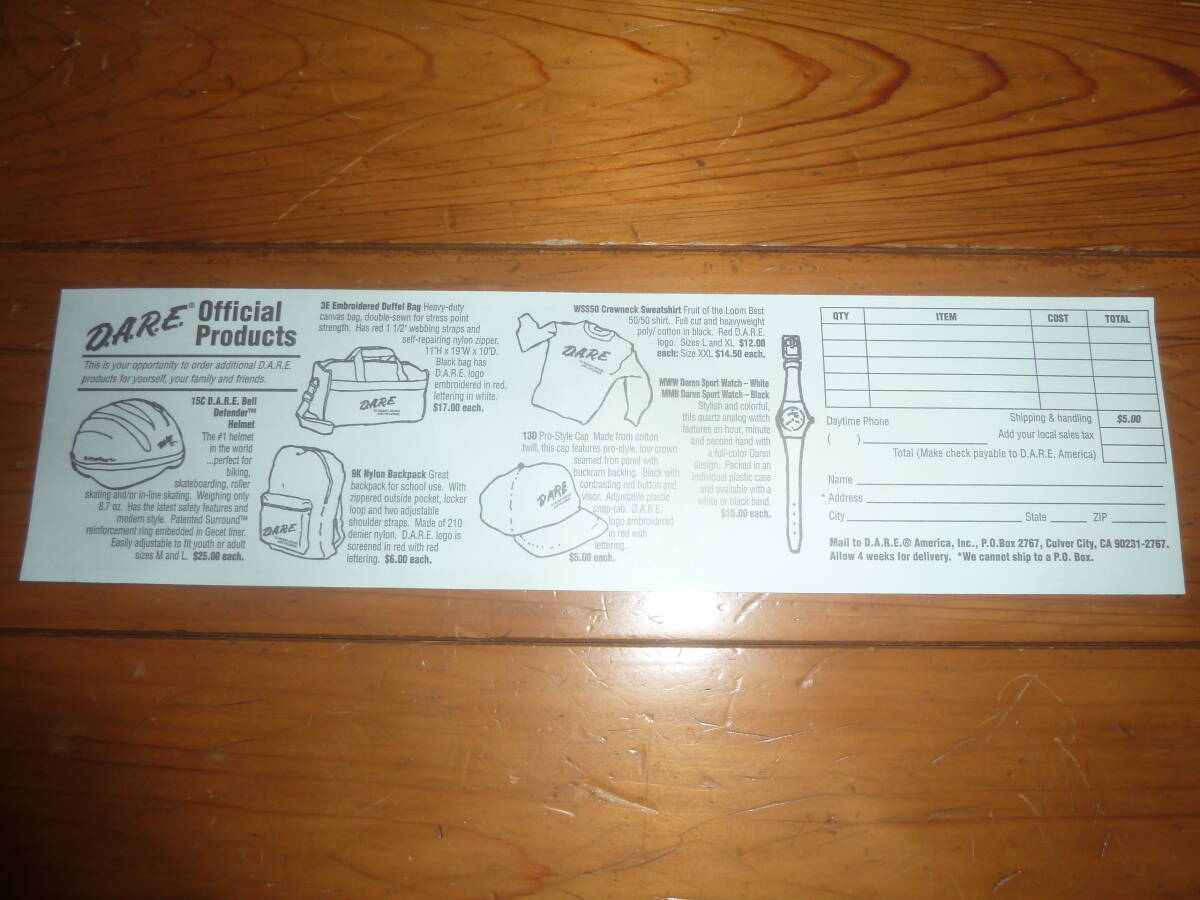 D.A.R.E.® Official
Products
This is your opportunity to order additional D.A.R.E.
products for yourself, your family and friends.
15C D.A.R.E. Bell
Defender™
Helmet
The #1 helmet
in the world
...perfect for
biking,
skateboarding, roller
skating and/or in-line skating. Weighing only
8.7 oz. Has the latest safety features and
modern style. Patented Surround™
reinforcement ring embedded in Gecet liner.
Easily adjustable to fit youth or adult
sizes M and L. $25.00 each.
3E Embroidered Duffel Bag Heavy-duty
canvas bag, double-sewn for stress point
strength. Has red 1 1/2" webbing straps and
self-repairing nylon zipper.
11"H x 19"W x 10"D.
Black bag has
D.A.R.E. logo
embroidered in red,
lettering in white.
$17.00 each.
DARE
9K Nylon Backpack Great
backpack for school use. With
zippered outside pocket, locker
loop and two adjustable
shoulder straps. Made of 210
denier nylon. D.A.R.E. logo is
screened in red with red
lettering. $6.00 each.
DARE
WSS50 Crewneck Sweatshirt Fruit of the Loom Best
50/50 shirt. Full cut and heavyweight
poly/ cotton in black. Red D.A.R.E.
logo. Sizes L and XL $12.00
each: Size XXL $14.50 each.
DARE
13D Pro-Style Cap Made from cotton
twill, this cap features pro-style, low crown
seamed fron panel with
buckram backing. Black with
contrasting red button and
visor. Adjustable plastic
snap-tab. D.A.R.E.
logo embroidered
in red with
lettering.
$5.00 each.
DARE
MWW Daren Sport Watch – White
MMB Daren Sport Watch – Black
Stylish and colorful,
this quartz analog watch
features an hour, minute
and second hand with
a full-color Daren
design. Packed in an
individual plastic case
and available with a
white or black band.
$10.00 each.
QTY ITEM COST TOTAL
Daytime Phone
( )
Shipping & handling $5.00
Add your local sales tax
Total (Make check payable to D.A.R.E. America)
Name
* Address
City State ZIP
Mail to D.A.R.E.® America, Inc., P.O.Box 2767, Culver City, CA 90231-2767.
Allow 4 weeks for delivery. *We cannot ship to a P.O. Box.